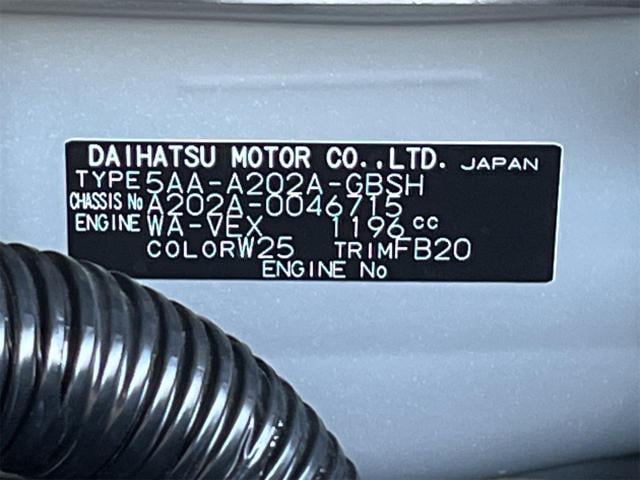 DAIHATSU MOTOR CO.,LTD. JAPAN
TYPE 5AA-A202A-GBSH
CHASSIS No A202A-0046715
ENGINE WA-VEX 1196 cc
COLOR W25 TRIM FB20
ENGINE No